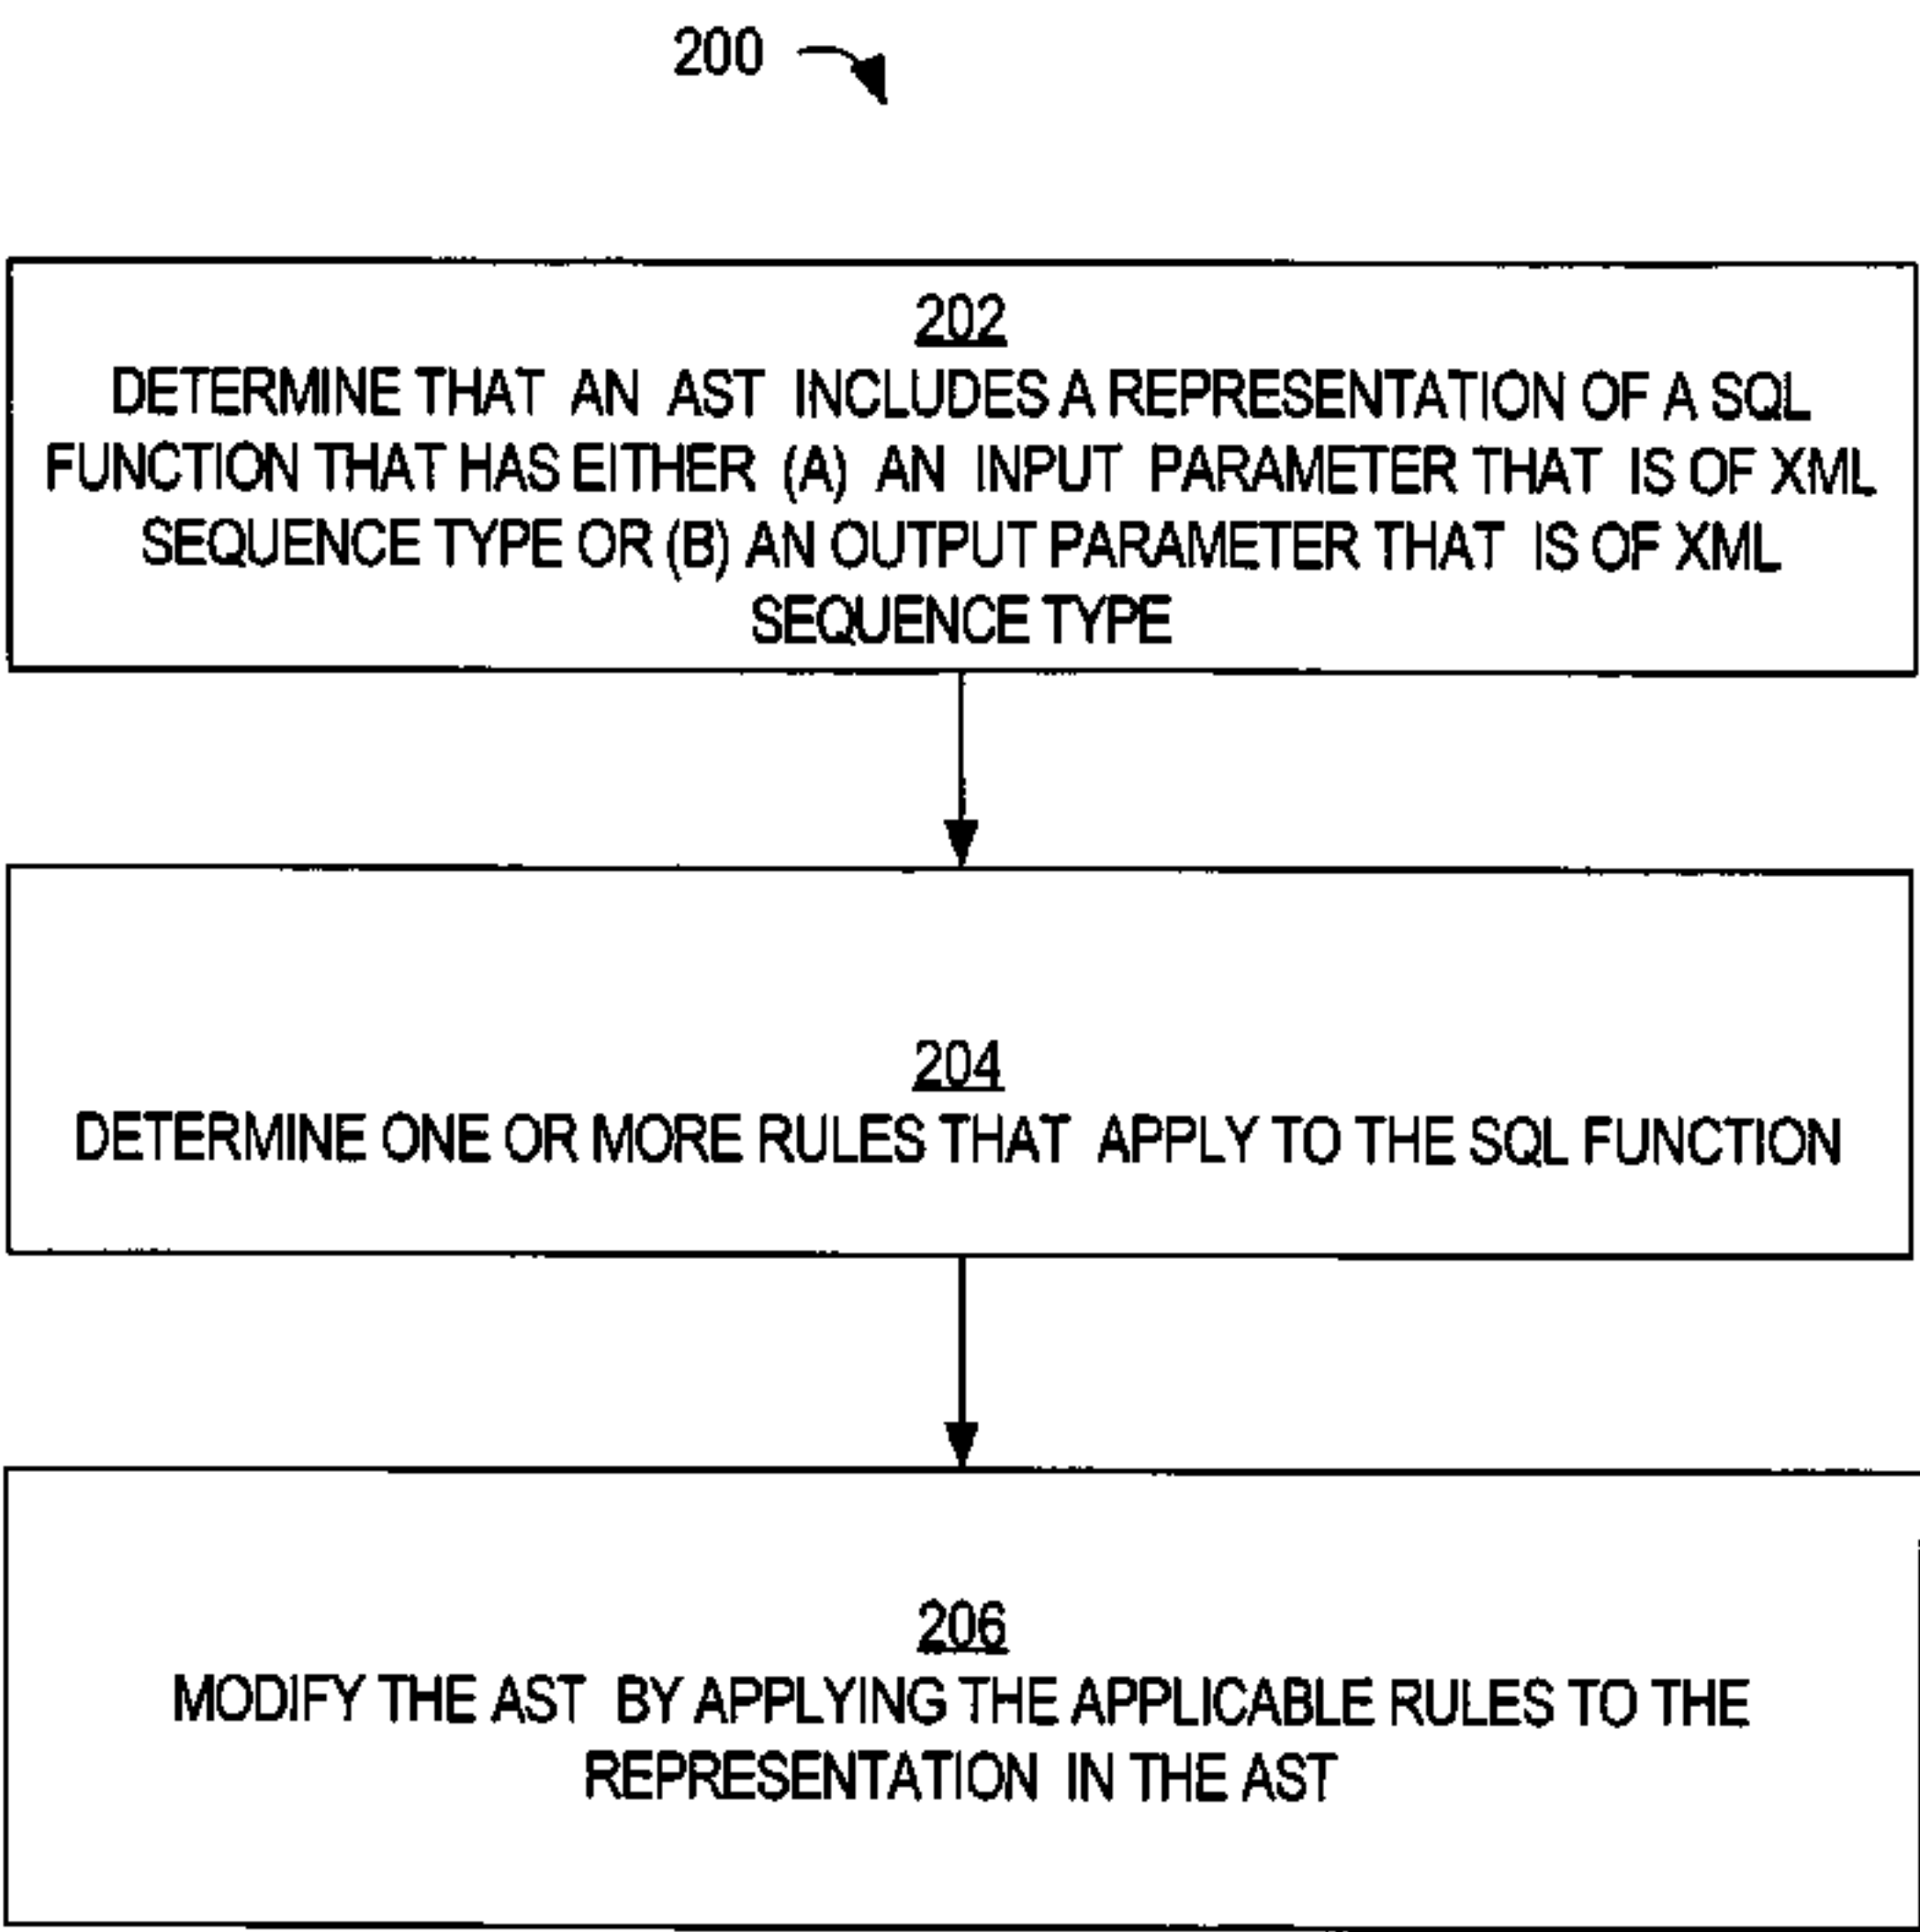 200
202
DETERMINE THAT AN AST INCLUDES A REPRESENTATION OF A SQL
FUNCTION THAT HAS EITHER (A) AN INPUT PARAMETER THAT IS OF XML
SEQUENCE TYPE OR (B) AN OUTPUT PARAMETER THAT IS OF XML
SEQUENCE TYPE
204
DETERMINE ONE OR MORE RULES THAT APPLY TO THE SQL FUNCTION
206
MODIFY THE AST BY APPLYING THE APPLICABLE RULES TO THE
REPRESENTATION IN THE AST